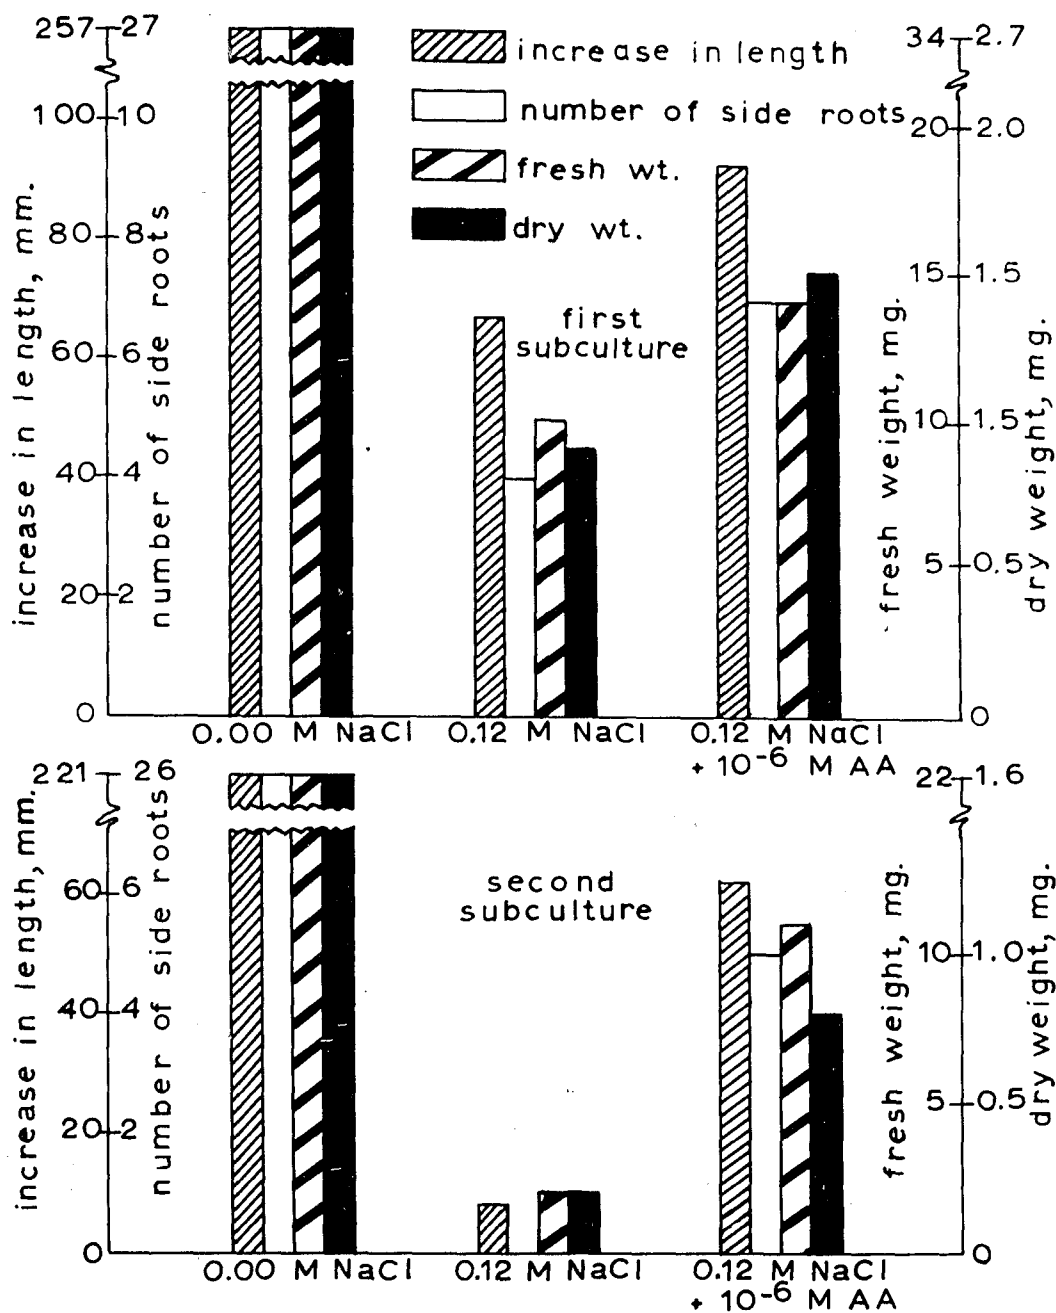 257 27
100 10
80 8
60 6
40 4
20 2
0
increase in length, mm.
number of side roots
increase in length
number of side roots
fresh wt.
dry wt.
first
subculture
34 2.7
20 2.0
15 1.5
10 1.5
5 0.5
0
fresh weight, mg.
dry weight, mg.
0.00 M NaCl
0.12 M NaCl
0.12 M NaCl
+ 10-6 M AA
221 26
60 6
40 4
20 2
0
increase in length, mm.
number of side roots
second
subculture
22 1.6
10 1.0
5 0.5
0
fresh weight, mg.
dry weight, mg.
0.00 M NaCl
0.12 M NaCl
0.12 M NaCl
+ 10-6 M AA